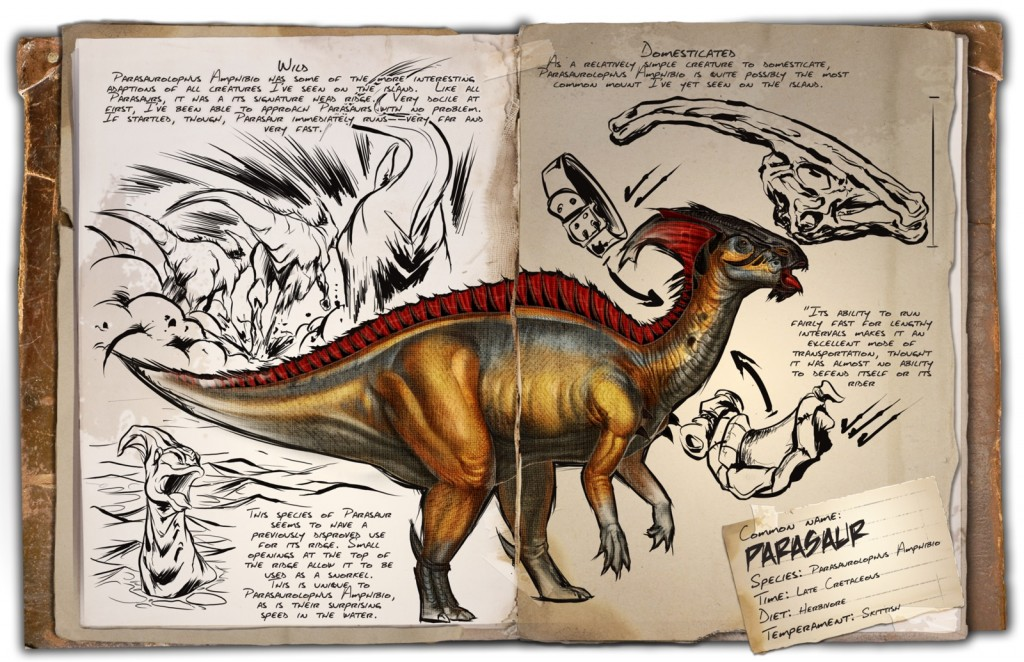 Wild
Parasaurolophus Amphibio has some of the more interesting
adaptions of all creatures I've seen on the island. Like all
Parasaurs, it has a its signature head ridge. Very docile at
first, I've been able to approach Parasaurs with no problem.
If startled, though, Parasaur immediately runs--very far and
very fast.
This species of Parasaur
seems to have a
previously disproved use
for its ridge. Small
openings at the top of
the ridge allow it to be
used as a snorkel.
This is unique to
Parasaurolophus Amphibio,
as is their surprising
speed in the water.
Domesticated
As a relatively simple creature to domesticate,
Parasaurolophus Amphibio is quite possibly the most
common mount I've yet seen on the island.
"Its ability to run
fairly fast for lengthy
intervals makes it an
excellent mode of
transportation, thought
it has almost no ability
to defend itself or its
rider
Common name:
Parasaur
Species: Parasaurolophus Amphibio
Time: Late Cretaceous
Diet: Herbivore
Temperament: Skittish